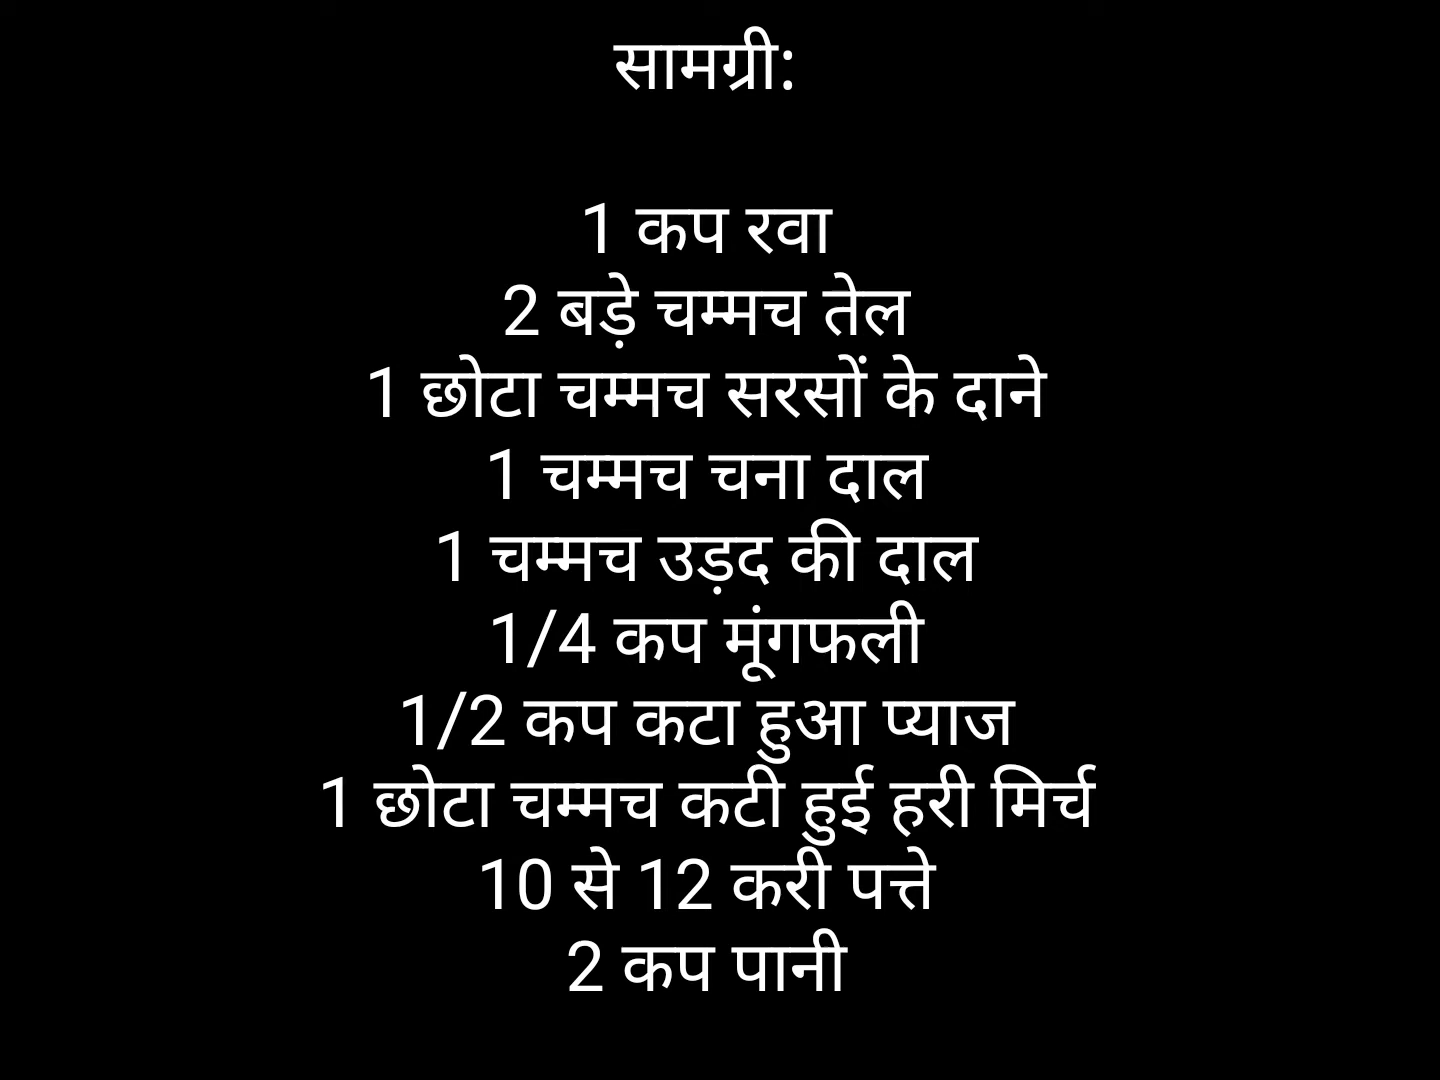 सामग्री:
1 कप रवा
2 बड़े चम्मच तेल
1 छोटा चम्मच सरसों के दाने
1 चम्मच चना दाल
1 चम्मच उड़द की दाल
1/4 कप मूंगफली
1/2 कप कटा हुआ प्याज
1 छोटा चम्मच कटी हुई हरी मिर्च
10 से 12 करी पत्ते
2 कप पानी